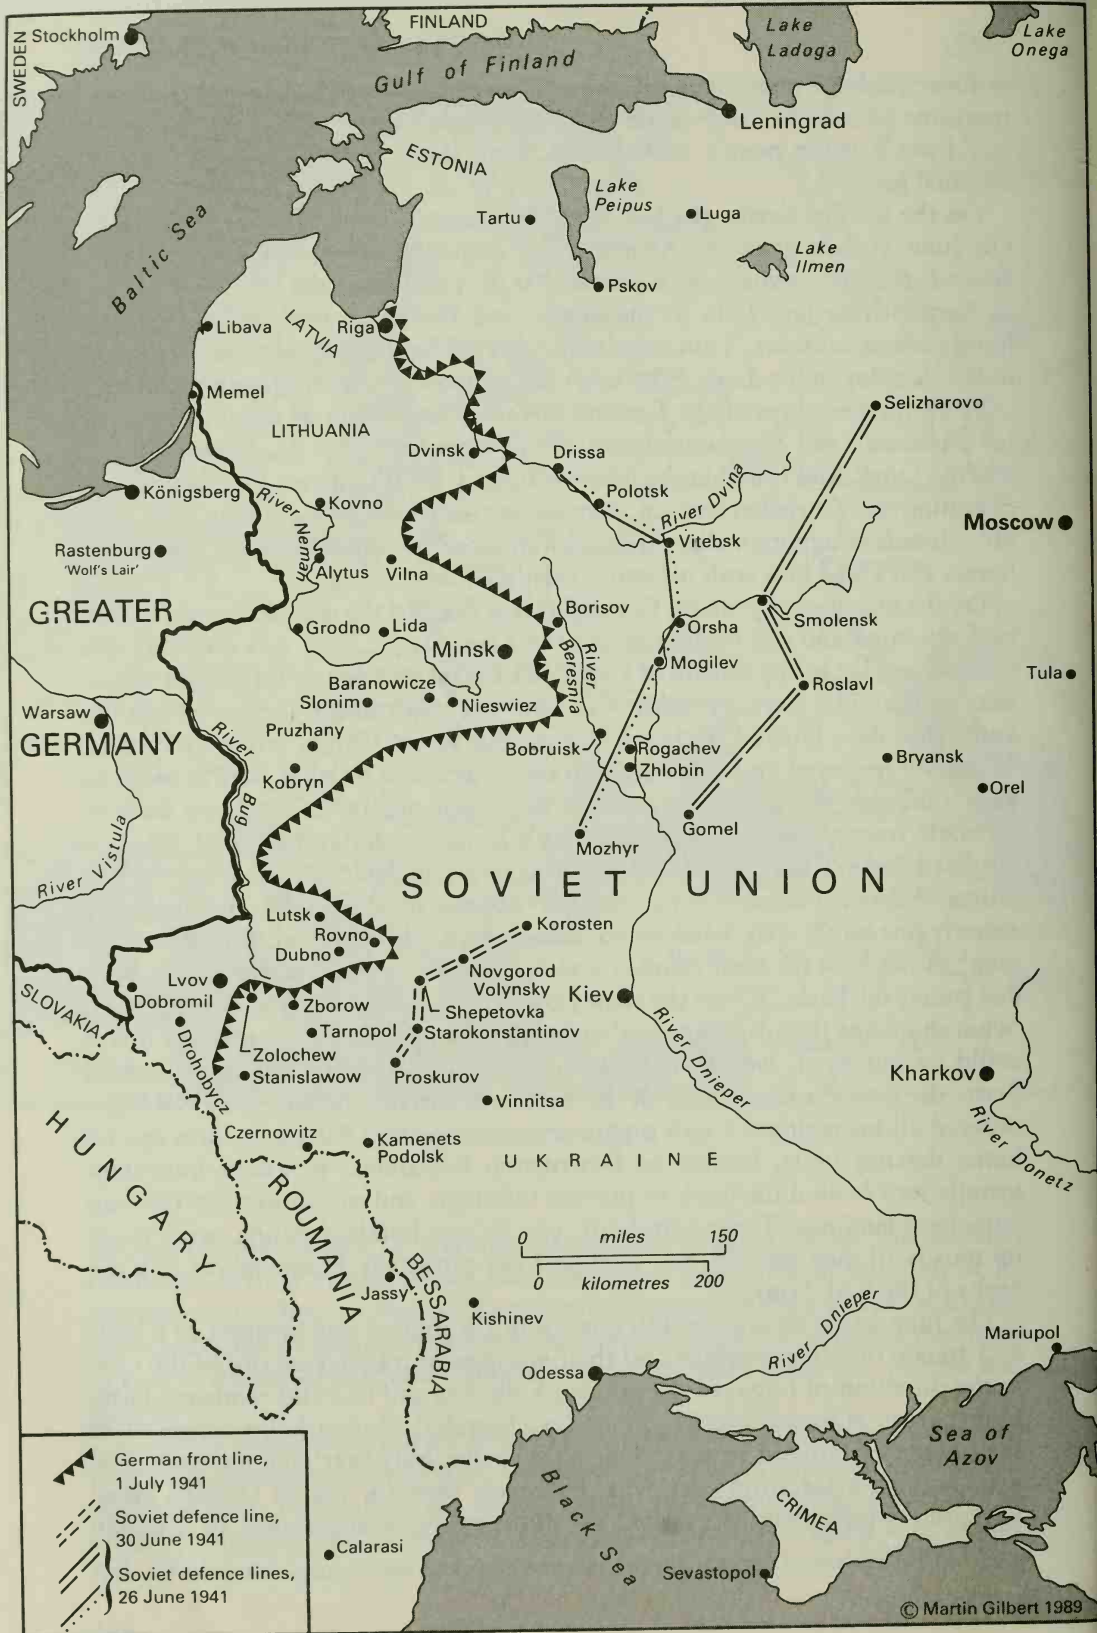 SWEDEN
Stockholm
FINLAND
Gulf of Finland
Lake
Ladoga
Lake
Onega
Leningrad
ESTONIA
Lake
Peipus
Tartu
Luga
Lake
Ilmen
Pskov
Baltic Sea
Libava
LATVIA
Riga
Memel
LITHUANIA
Selizharovo
Dvinsk
Drissa
Polotsk
River Dvina
Königsberg
River Neman
Kovno
Vitebsk
Moscow
Rastenburg
'Wolf's Lair'
Alytus
Vilna
GREATER
Borisov
Smolensk
Grodno
Lida
Orsha
Minsk
River
Beresnia
Mogilev
Tula
Baranowicze
Roslavl
Slonim
Nieswiez
Warsaw
GERMANY
River Bug
Pruzhany
Bobruisk
Rogachev
Zhlobin
Bryansk
Kobryn
Orel
Gomel
Mozhyr
River Vistula
SOVIET UNION
Lutsk
Korosten
Rovno
Dubno
Novgorod
Volynsky
Lvov
Dobromil
SLOVAKIA
Kiev
Zborow
Shepetovka
Tarnopol
Starokonstantinov
Drohobycz
Zolochew
Stanislawow
Proskurov
River Dnieper
Kharkov
Vinnitsa
River Donetz
HUNGARY
Czernowitz
Kamenets
Podolsk
UKRAINE
ROUMANIA
0 miles 150
0 kilometres 200
BESSARABIA
Jassy
Kishinev
River Dnieper
Mariupol
Odessa
Sea of
Azov
German front line,
1 July 1941
Soviet defence line,
30 June 1941
Soviet defence lines,
26 June 1941
Black Sea
CRIMEA
Calarasi
Sevastopol
© Martin Gilbert 1989